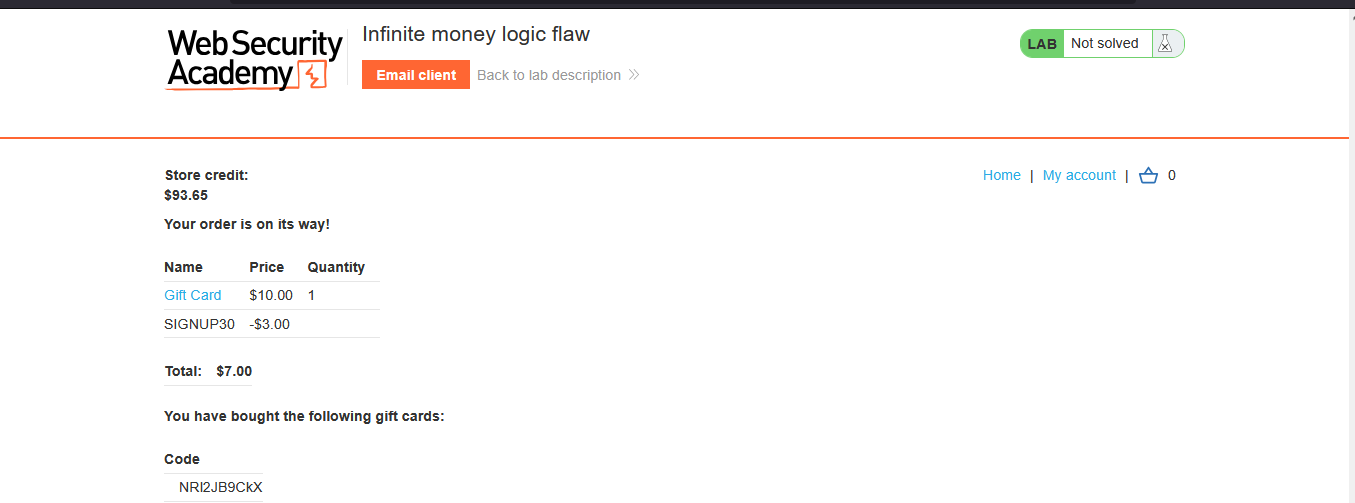 Web Security
Academy
Infinite money logic flaw
Email client
Back to lab description
LAB
Not solved
Store credit:
$93.65
Home | My account | 0
Your order is on its way!
Name Price Quantity
Gift Card $10.00 1
SIGNUP30 -$3.00
Total: $7.00
You have bought the following gift cards:
Code
NRI2JB9CkX